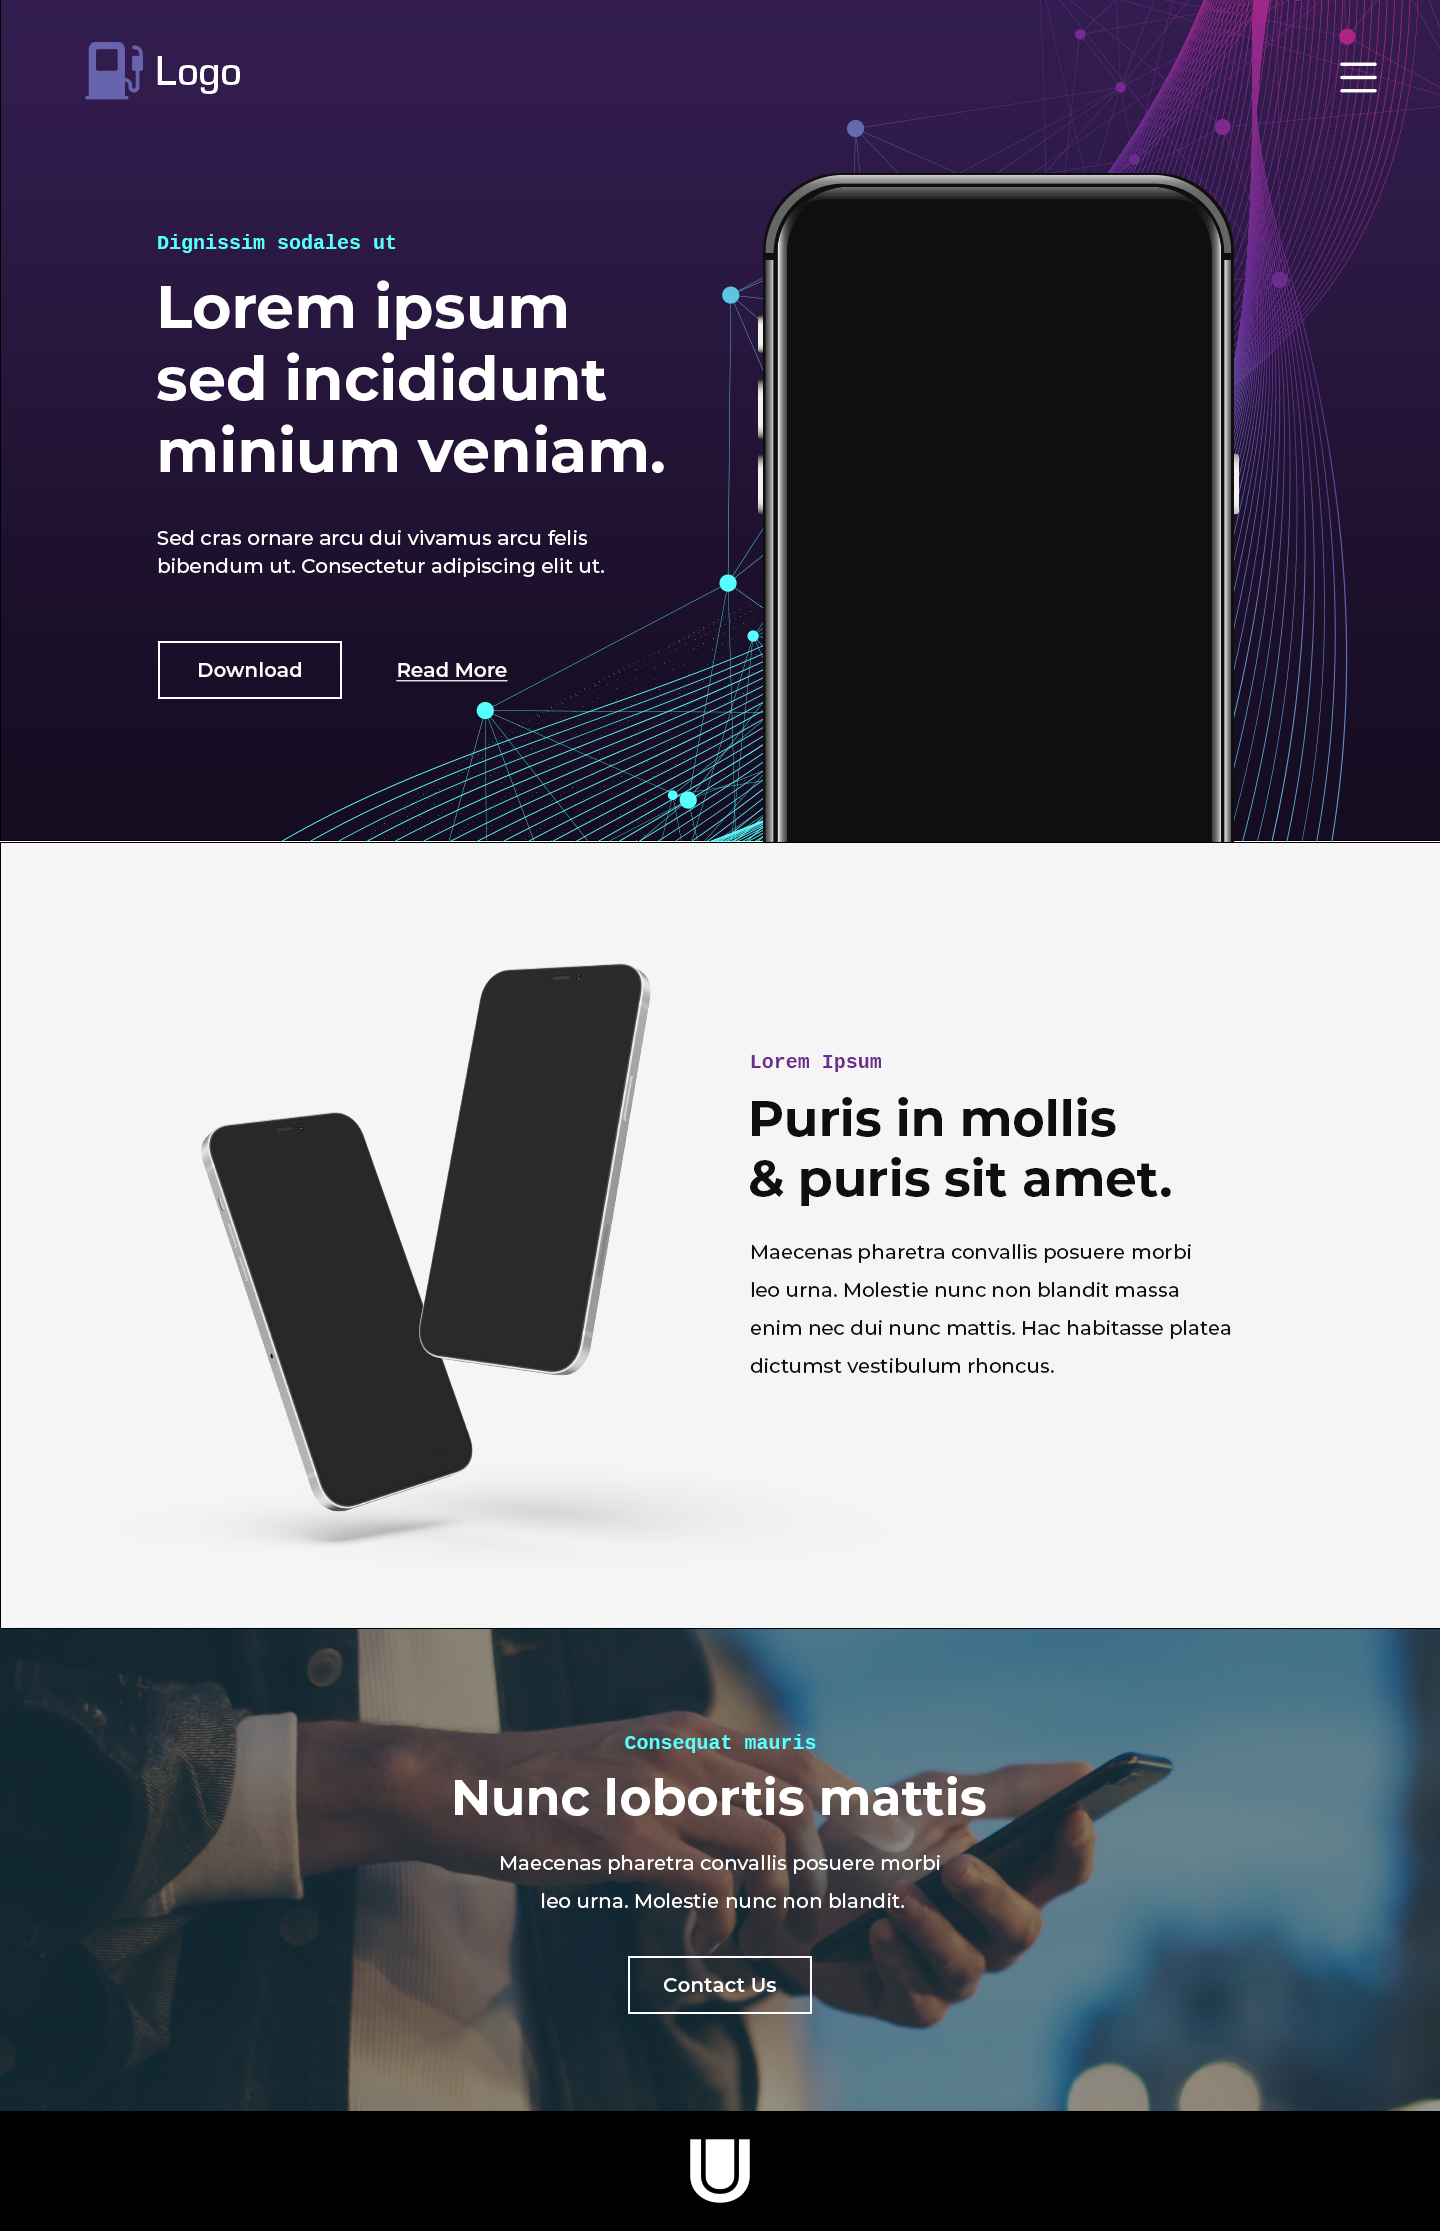 Logo
Dignissim sodales ut
Lorem ipsum
sed incididunt
minium veniam.
Sed cras ornare arcu dui vivamus arcu felis
bibendum ut. Consectetur adipiscing elit ut.
Download
Read More
Lorem Ipsum
Puris in mollis
& puris sit amet.
Maecenas pharetra convallis posuere morbi
leo urna. Molestie nunc non blandit massa
enim nec dui nunc mattis. Hac habitasse platea
dictumst vestibulum rhoncus.
Consequat mauris
Nunc lobortis mattis
Maecenas pharetra convallis posuere morbi
leo urna. Molestie nunc non blandit.
Contact Us
U